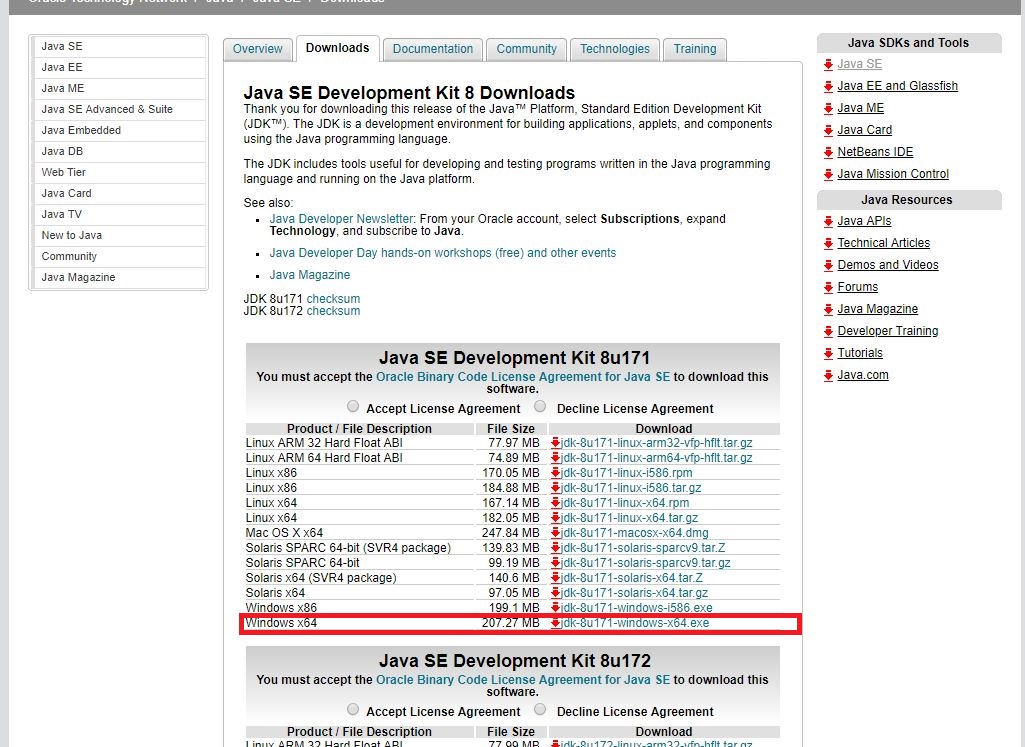 Oracle Technology Network / Java / Java SE / Downloads
Java SE
Java EE
Java ME
Java SE Advanced & Suite
Java Embedded
Java DB
Web Tier
Java Card
Java TV
New to Java
Community
Java Magazine
Overview Downloads Documentation Community Technologies Training
Java SE Development Kit 8 Downloads
Thank you for downloading this release of the Java™ Platform, Standard Edition Development Kit
(JDK™). The JDK is a development environment for building applications, applets, and components
using the Java programming language.
The JDK includes tools useful for developing and testing programs written in the Java programming
language and running on the Java platform.
See also:
Java Developer Newsletter: From your Oracle account, select Subscriptions, expand
Technology, and subscribe to Java.
Java Developer Day hands-on workshops (free) and other events
Java Magazine
JDK 8u171 checksum
JDK 8u172 checksum
Java SE Development Kit 8u171
You must accept the Oracle Binary Code License Agreement for Java SE to download this
software.
Accept License Agreement Decline License Agreement
Product / File Description File Size Download
Linux ARM 32 Hard Float ABI 77.97 MB jdk-8u171-linux-arm32-vfp-hflt.tar.gz
Linux ARM 64 Hard Float ABI 74.89 MB jdk-8u171-linux-arm64-vfp-hflt.tar.gz
Linux x86 170.05 MB jdk-8u171-linux-i586.rpm
Linux x86 184.88 MB jdk-8u171-linux-i586.tar.gz
Linux x64 167.14 MB jdk-8u171-linux-x64.rpm
Linux x64 182.05 MB jdk-8u171-linux-x64.tar.gz
Mac OS X x64 247.84 MB jdk-8u171-macosx-x64.dmg
Solaris SPARC 64-bit (SVR4 package) 139.83 MB jdk-8u171-solaris-sparcv9.tar.Z
Solaris SPARC 64-bit 99.19 MB jdk-8u171-solaris-sparcv9.tar.gz
Solaris x64 (SVR4 package) 140.6 MB jdk-8u171-solaris-x64.tar.Z
Solaris x64 97.05 MB jdk-8u171-solaris-x64.tar.gz
Windows x86 199.1 MB jdk-8u171-windows-i586.exe
Windows x64 207.27 MB jdk-8u171-windows-x64.exe
Java SE Development Kit 8u172
You must accept the Oracle Binary Code License Agreement for Java SE to download this
software.
Accept License Agreement Decline License Agreement
Product / File Description File Size Download
Linux ARM 32 Hard Float ABI 77.99 MB jdk-8u172-linux-arm32-vfp-hflt.tar.gz
Java SDKs and Tools
Java SE
Java EE and Glassfish
Java ME
Java Card
NetBeans IDE
Java Mission Control
Java Resources
Java APIs
Technical Articles
Demos and Videos
Forums
Java Magazine
Developer Training
Tutorials
Java.com